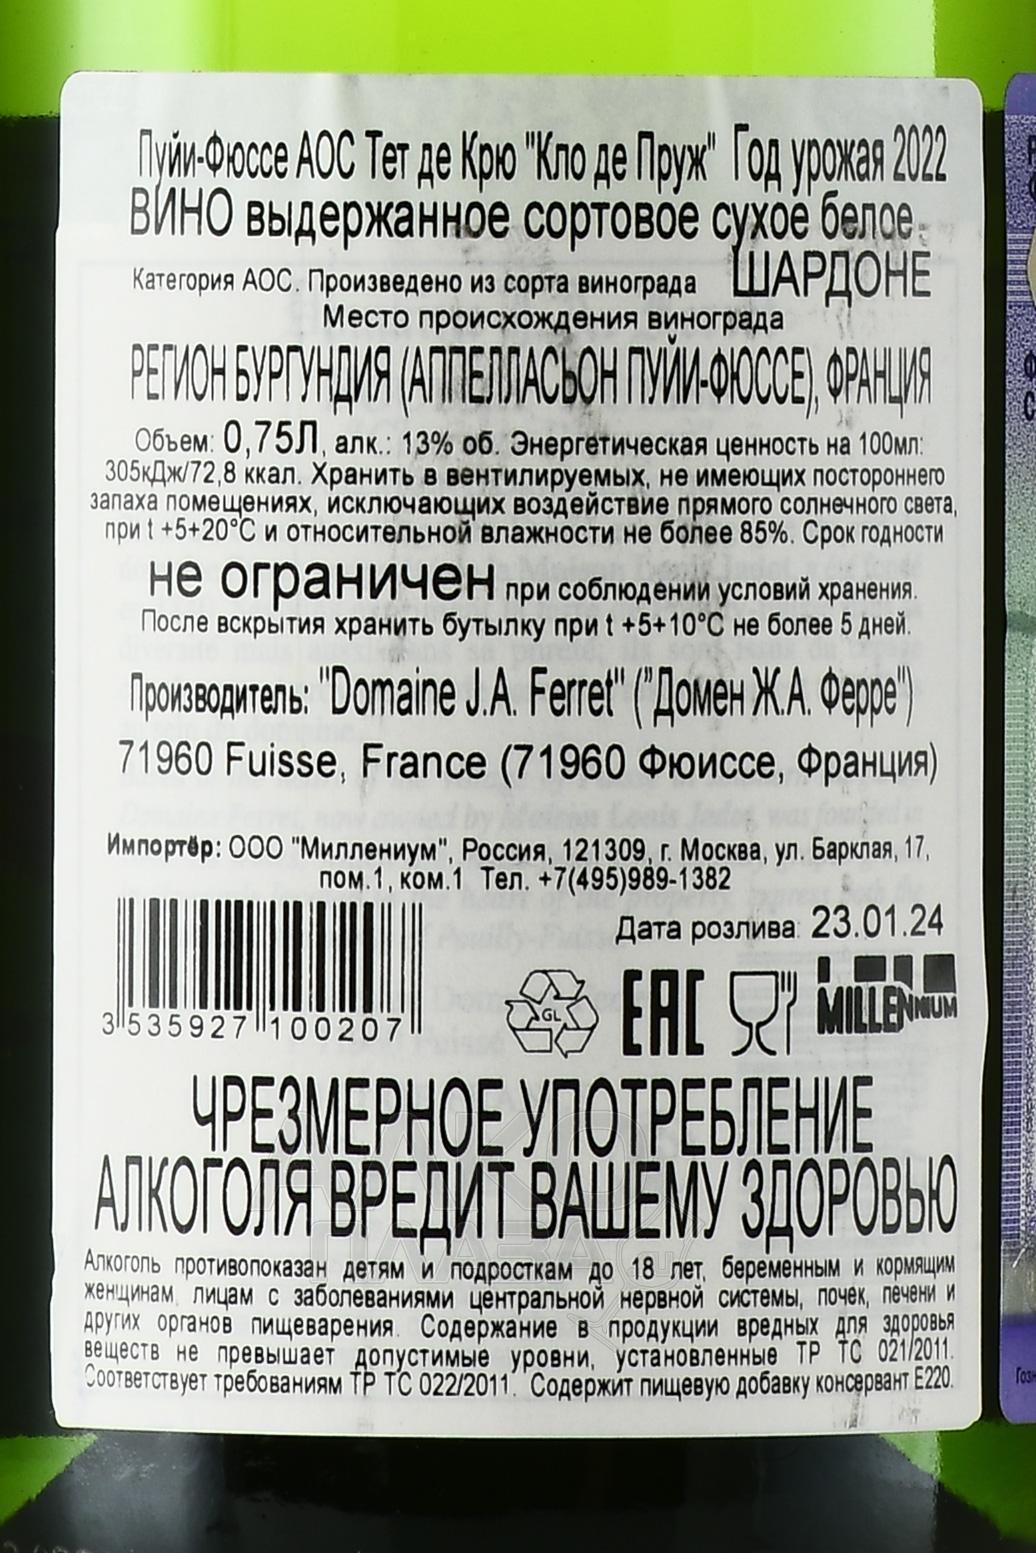 Пуйи-Фюссе АОС Тет де Крю "Кло де Пруж" Год урожая 2022
ВИНО выдержанное сортовое сухое белое
Категория АОС. Произведено из сорта винограда ШАРДОНЕ
Место происхождения винограда
РЕГИОН БУРГУНДИЯ (АППЕЛЛАСЬОН ПУЙИ-ФЮССЕ), ФРАНЦИЯ
Объем: 0,75Л, алк.: 13% об. Энергетическая ценность на 100мл:
305кДж/72,8 ккал. Хранить в вентилируемых, не имеющих постороннего
запаха помещениях, исключающих воздействие прямого солнечного света,
при t +5+20°C и относительной влажности не более 85%. Срок годности
не ограничен при соблюдении условий хранения.
После вскрытия хранить бутылку при t +5+10°C не более 5 дней.
Производитель: "Domaine J.A. Ferret" ("Домен Ж.А. Ферре")
71960 Fuisse, France (71960 Фюиссе, Франция)
Импортёр: ООО "Миллениум", Россия, 121309, г. Москва, ул. Барклая, 17,
пом.1, ком.1 Тел. +7(495)989-1382
Дата розлива: 23.01.24
3 535927 100207
GL
EAC
MILLENNIUM
ЧРЕЗМЕРНОЕ УПОТРЕБЛЕНИЕ
АЛКОГОЛЯ ВРЕДИТ ВАШЕМУ ЗДОРОВЬЮ
Алкоголь противопоказан детям и подросткам до 18 лет, беременным и кормящим
женщинам, лицам с заболеваниями центральной нервной системы, почек, печени и
других органов пищеварения. Содержание в продукции вредных для здоровья
веществ не превышает допустимые уровни, установленные ТР ТС 021/2011.
Соответствует требованиям ТР ТС 022/2011. Содержит пищевую добавку консервант Е220.